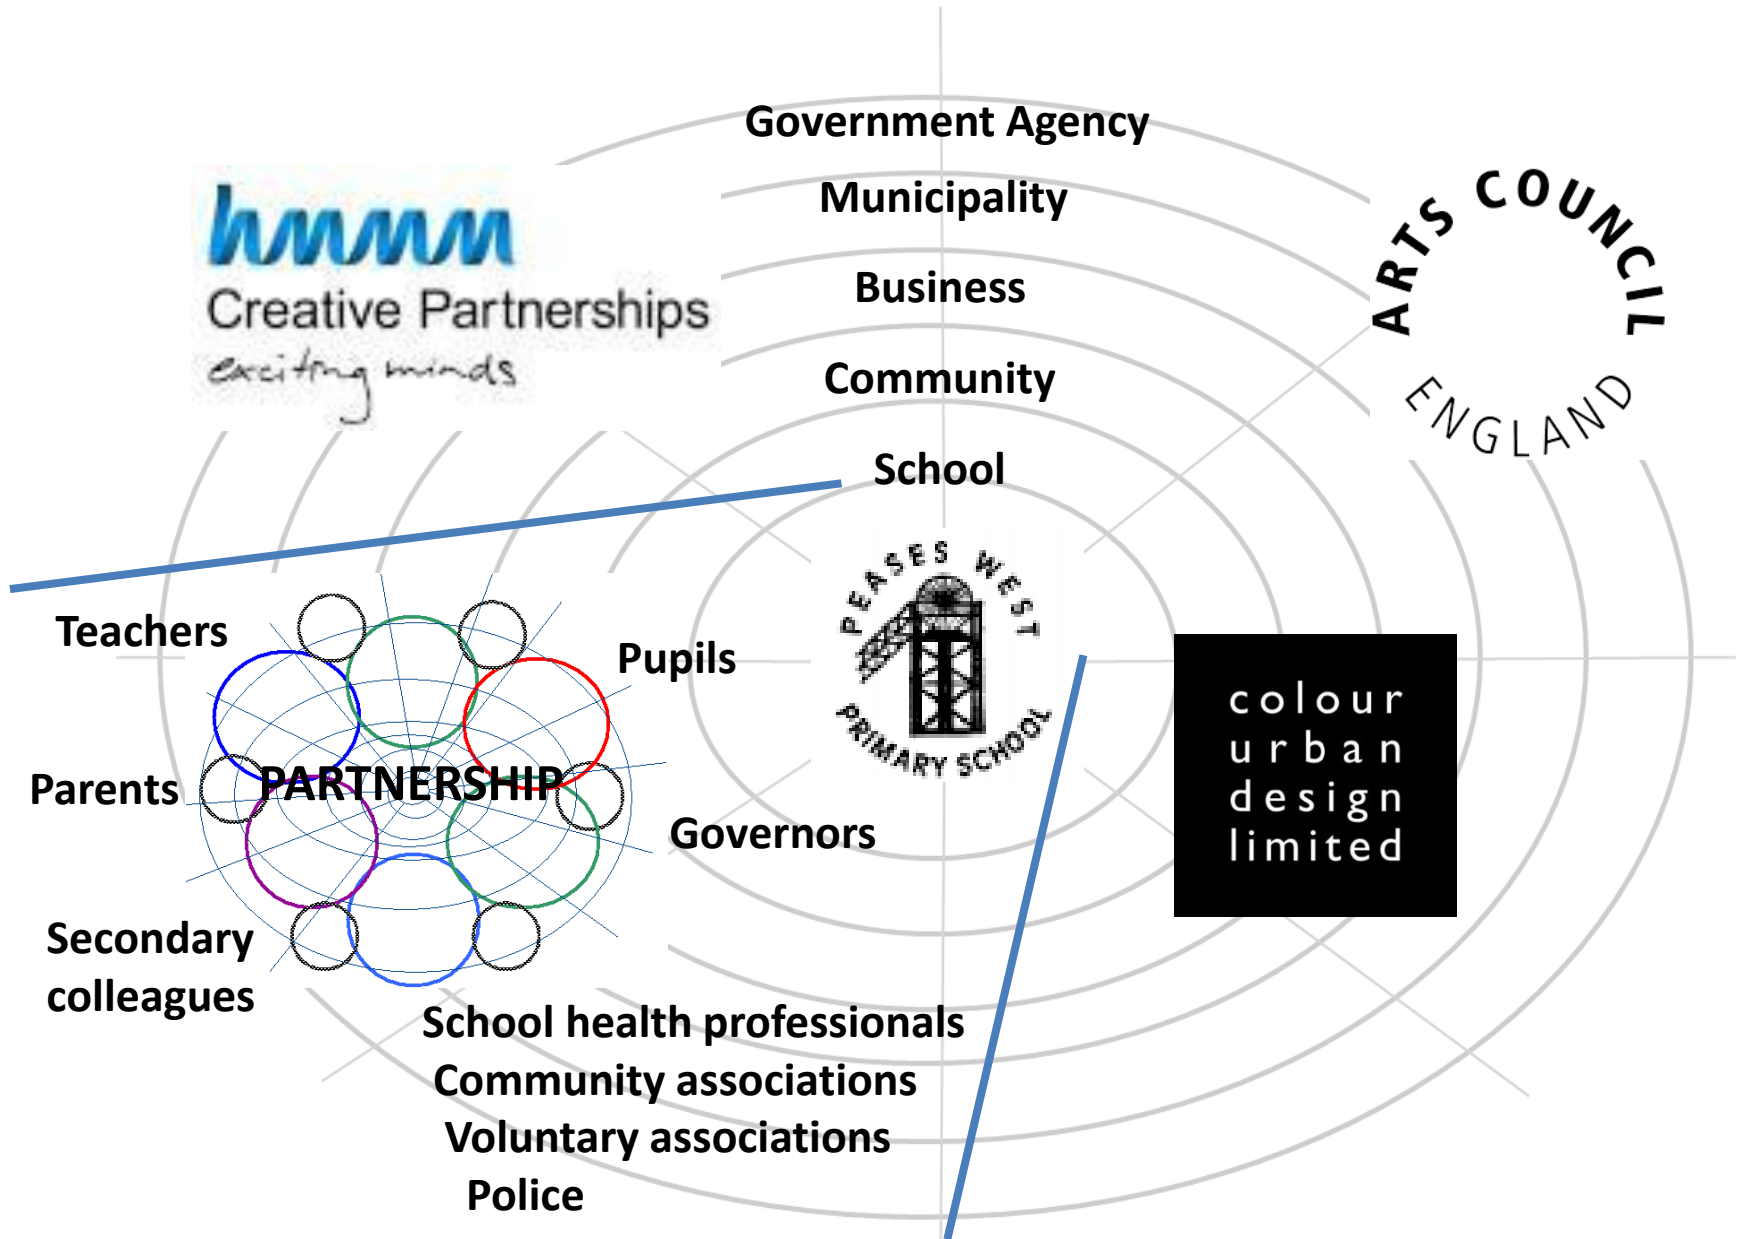 Government Agency
Municipality
Business
Community
School
hmmm
Creative Partnerships
exciting minds
ARTS COUNCIL
ENGLAND
PEASES WEST
PRIMARY SCHOOL
colour
urban
design
limited
Teachers
Pupils
Parents
PARTNERSHIP
Governors
Secondary
colleagues
School health professionals
Community associations
Voluntary associations
Police